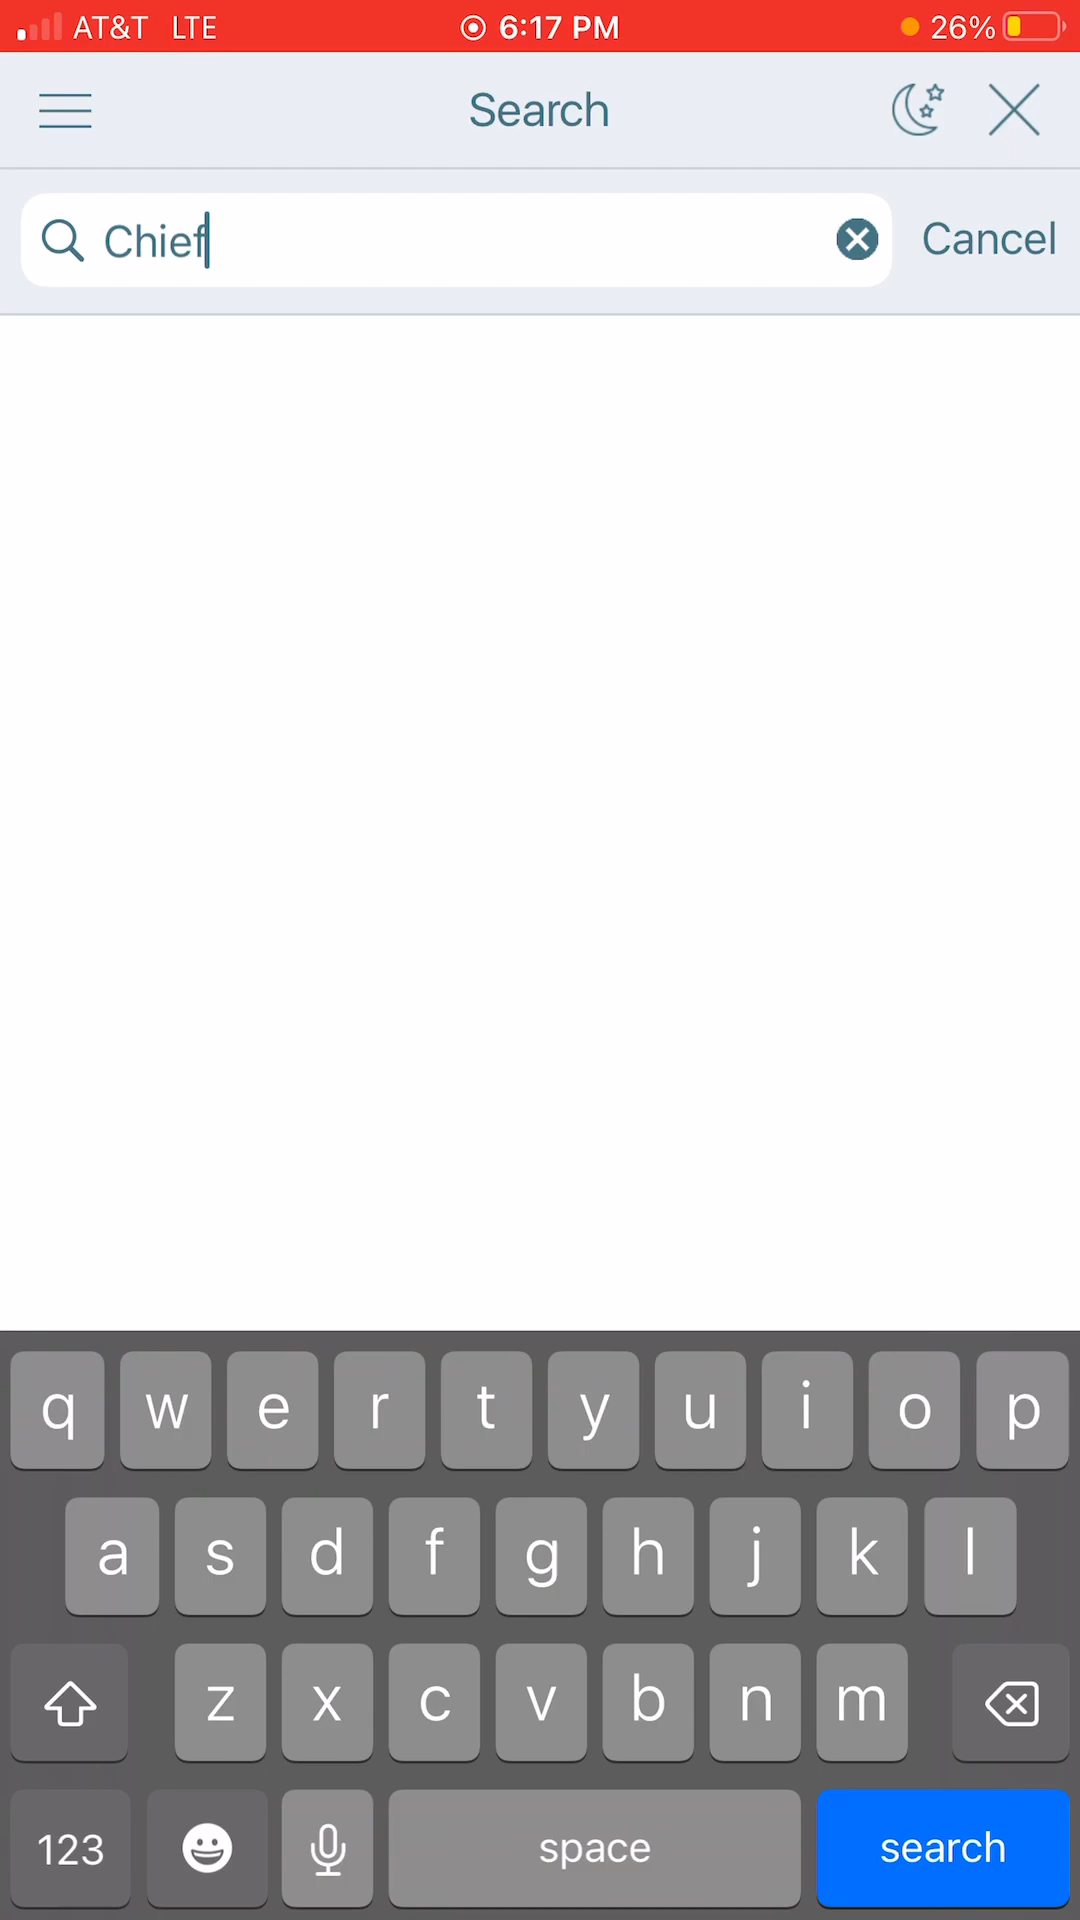 AT&T LTE 6:17 PM 26%
Search
Chief Cancel
q w e r t y u i o p
a s d f g h j k l
z x c v b n m
123 space search